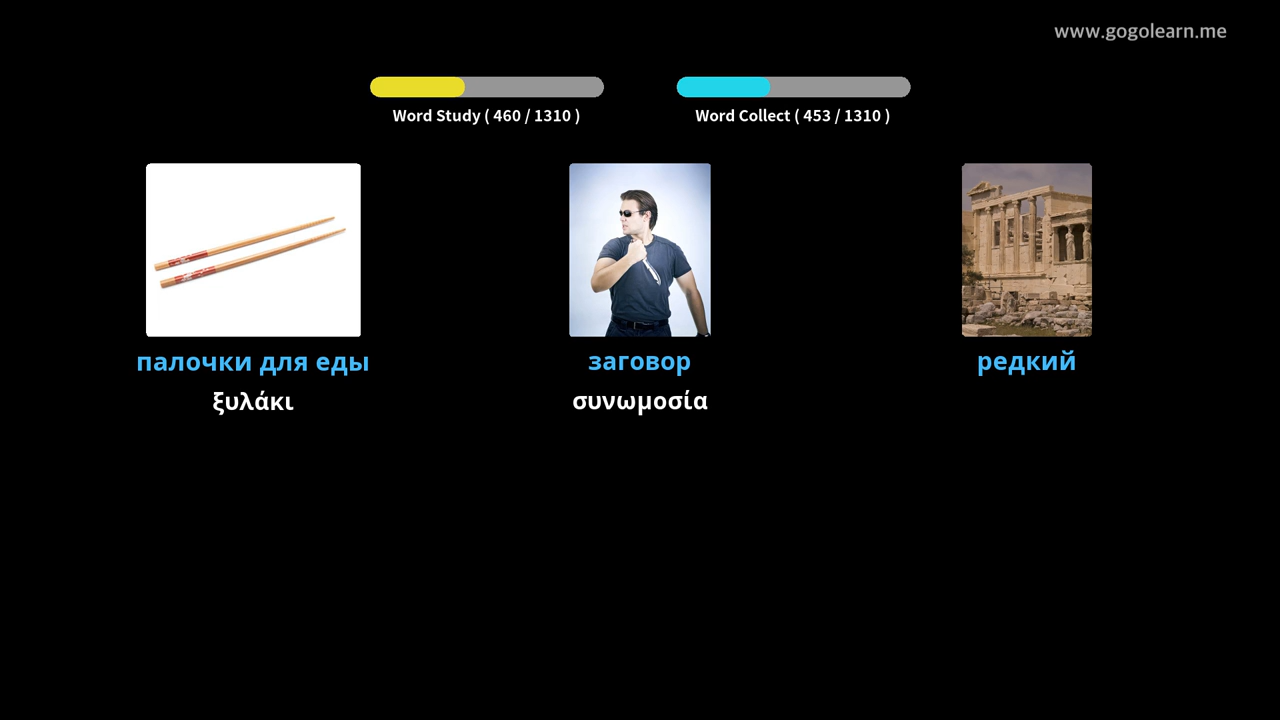 www.gogolearn.me
Word Study ( 460 / 1310 )
Word Collect ( 453 / 1310 )
палочки для еды
ξυλάκι
заговор
συνωμοσία
редкий